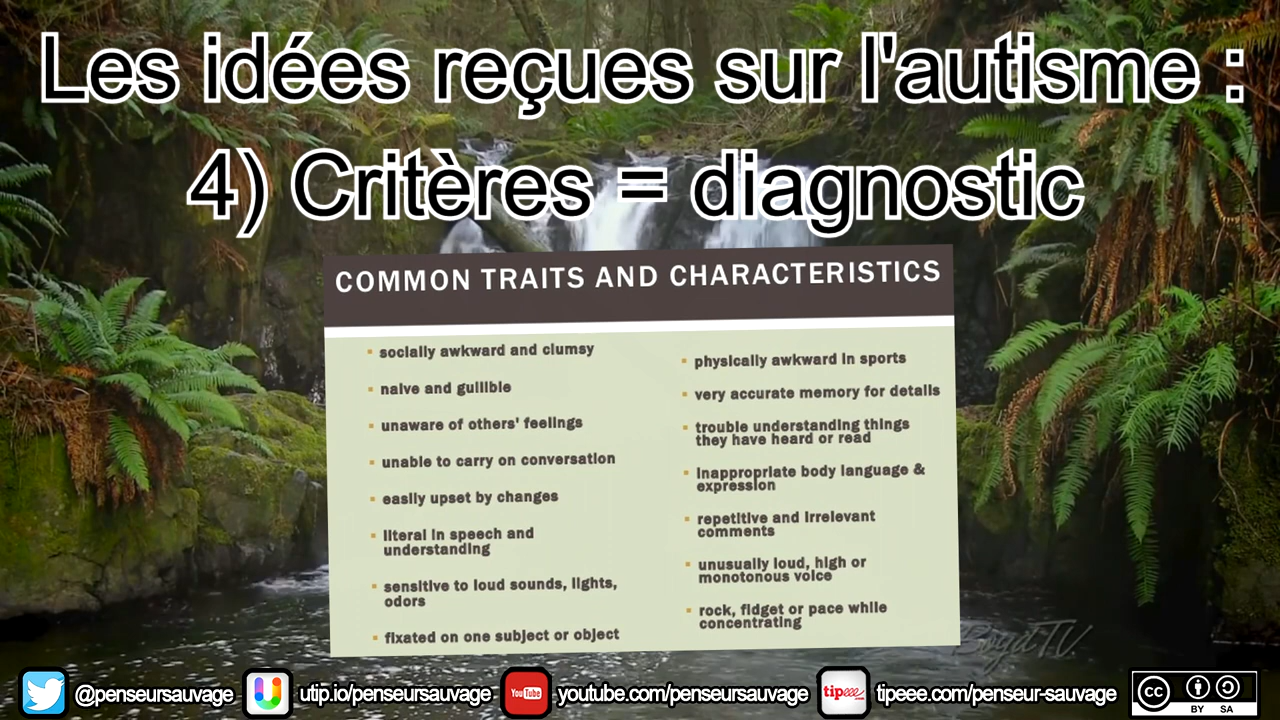 Les idées reçues sur l'autisme :
4) Critères = diagnostic
COMMON TRAITS AND CHARACTERISTICS
▪ socially awkward and clumsy
▪ naive and gullible
▪ unaware of others' feelings
▪ unable to carry on conversation
▪ easily upset by changes
▪ literal in speech and
understanding
▪ sensitive to loud sounds, lights,
odors
▪ fixated on one subject or object
▪ physically awkward in sports
▪ very accurate memory for details
▪ trouble understanding things
they have heard or read
▪ inappropriate body language &
expression
▪ repetitive and irrelevant
comments
▪ unusually loud, high or
monotonous voice
▪ rock, fidget or pace while
concentrating
BoydTV.
@penseursauvage
utip.io/penseursauvage
YouTube
youtube.com/penseursauvage
tipeee
tipeee.com/penseur-sauvage
cc
BY SA